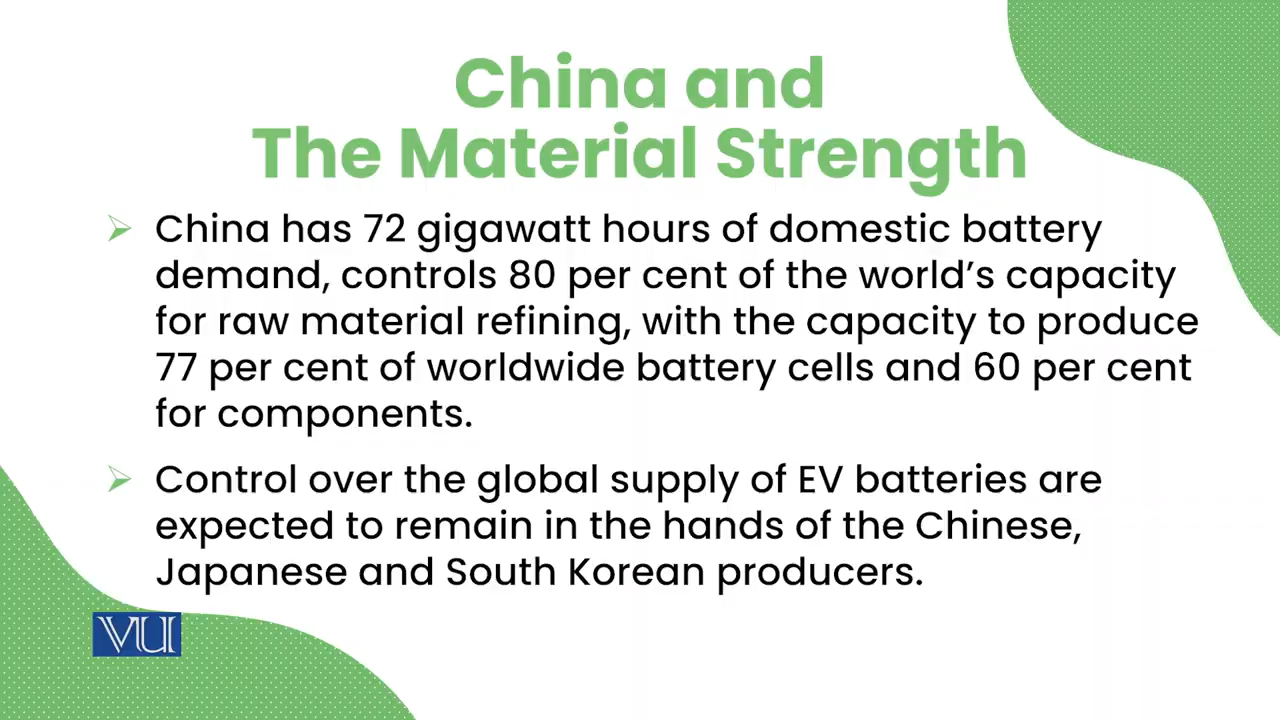 China and
The Material Strength
China has 72 gigawatt hours of domestic battery
demand, controls 80 per cent of the world's capacity
for raw material refining, with the capacity to produce
77 per cent of worldwide battery cells and 60 per cent
for components.
Control over the global supply of EV batteries are
expected to remain in the hands of the Chinese,
Japanese and South Korean producers.
VU